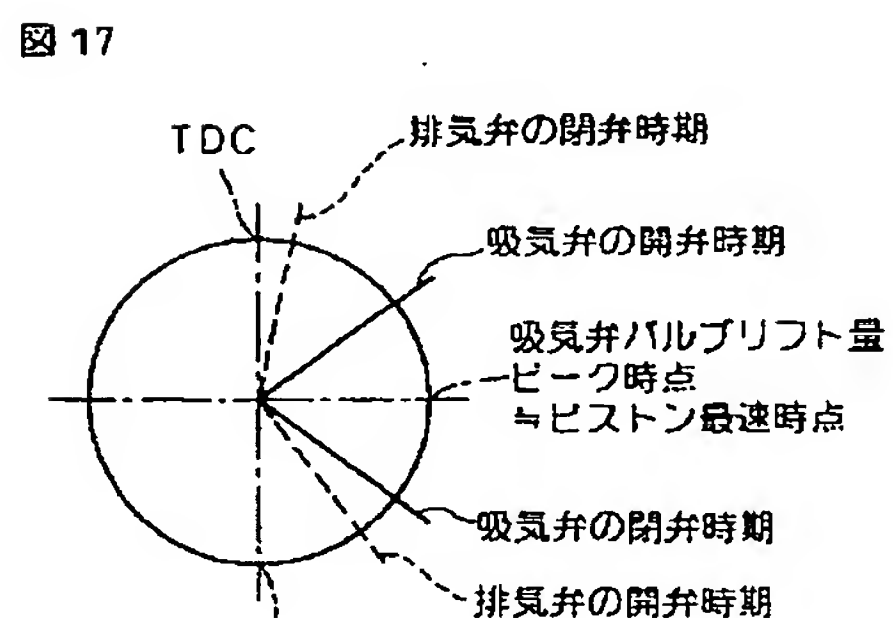 図 17
TDC
排気弁の閉弁時期
吸気弁の開弁時期
吸気弁バルブリフト量
ピーク時点
≒ピストン最速時点
吸気弁の閉弁時期
排気弁の開弁時期